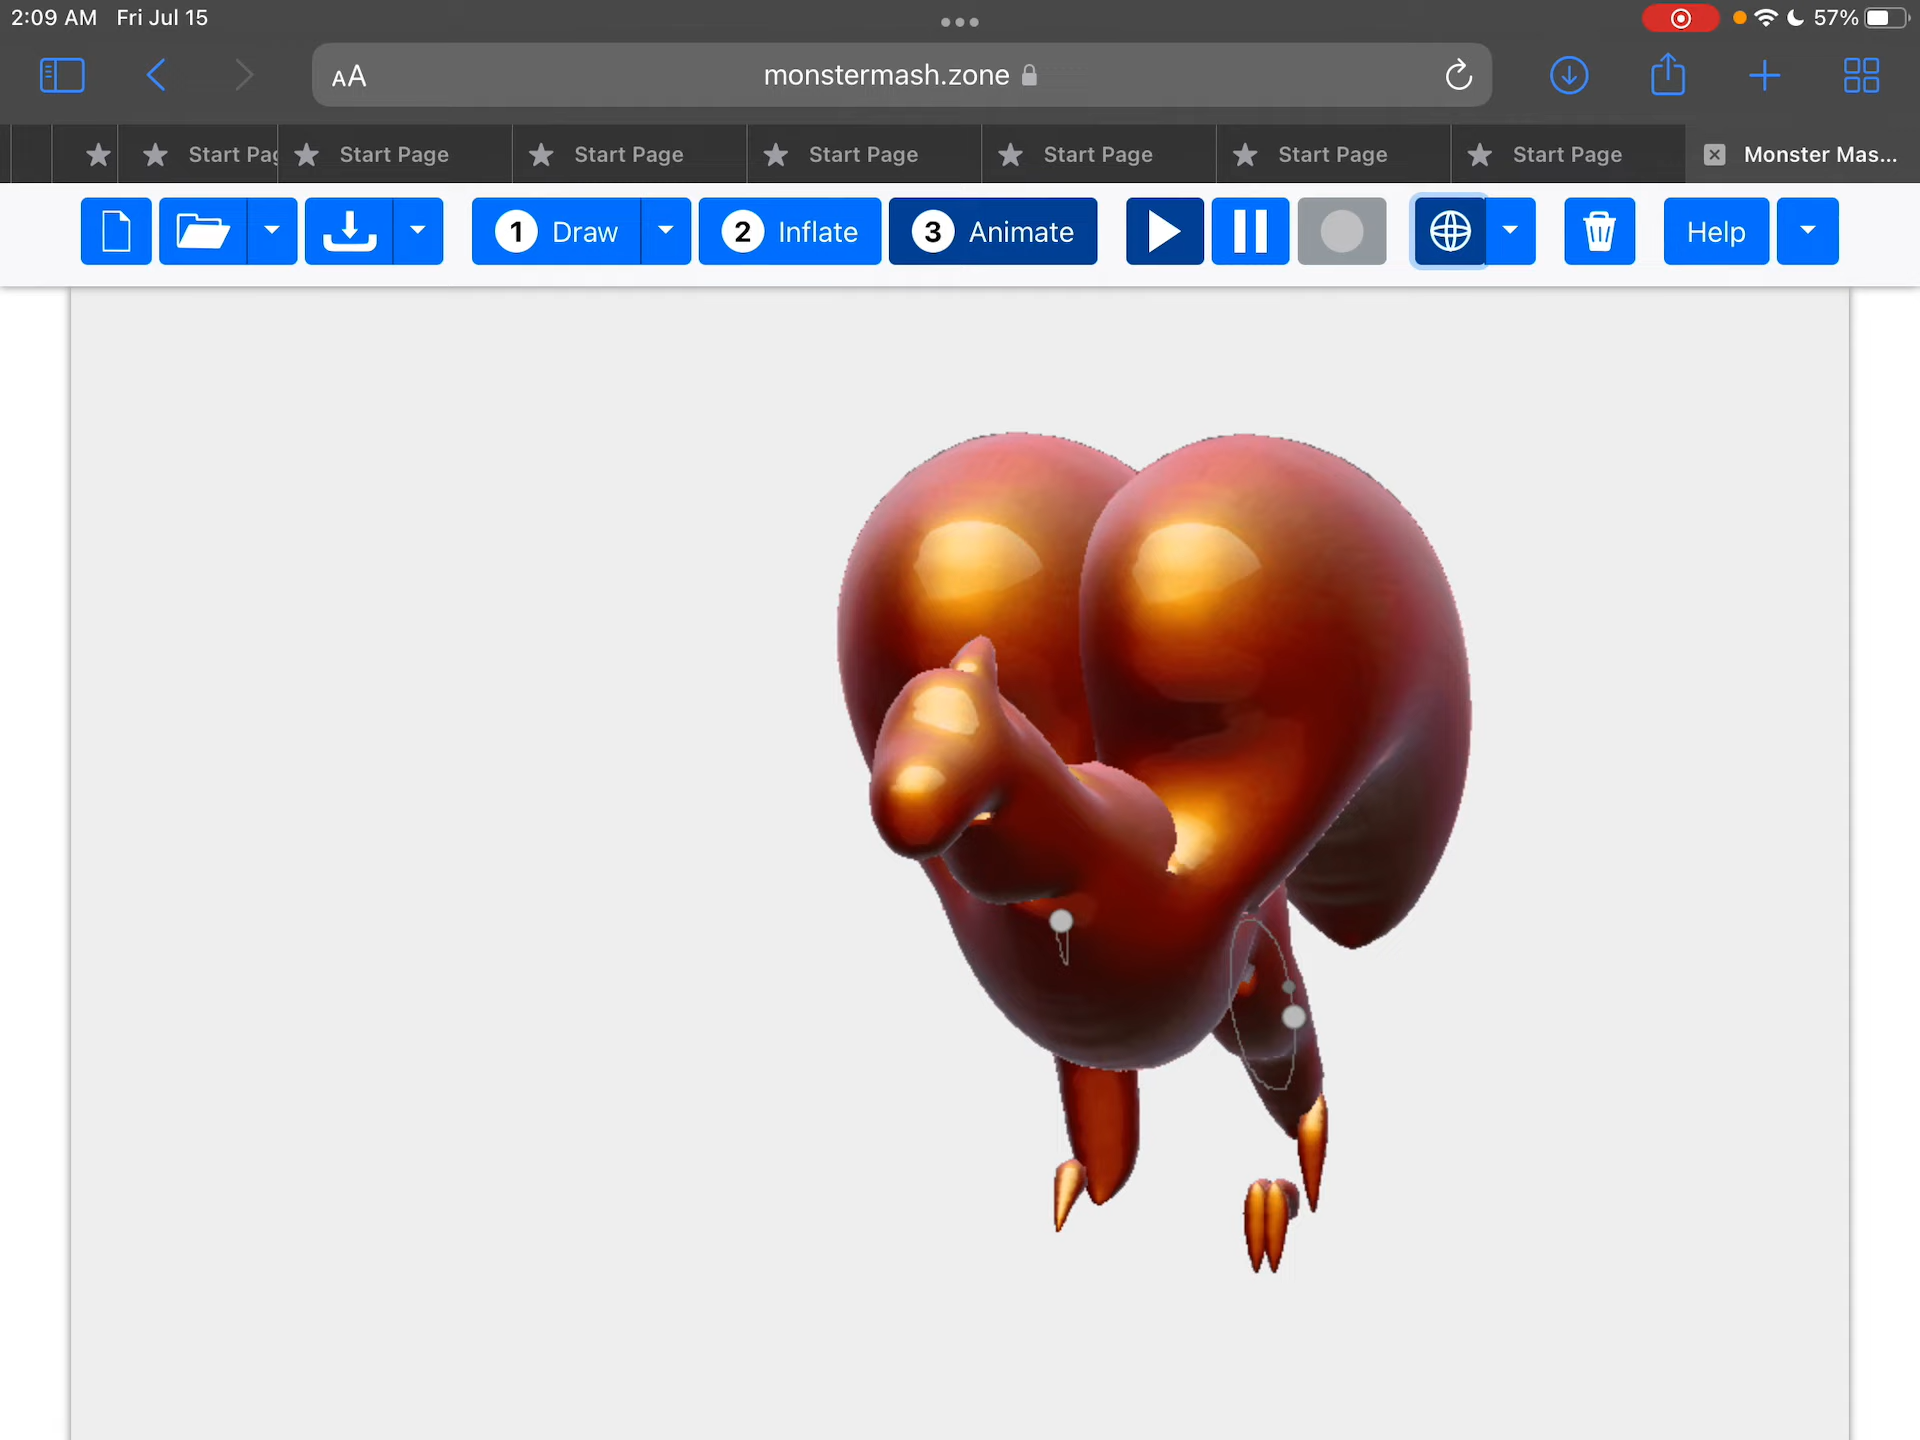 2:09 AM Fri Jul 15
57%
AA
monstermash.zone
Start Pag
Start Page
Start Page
Start Page
Start Page
Start Page
Start Page
Monster Mas...
1 Draw
2 Inflate
3 Animate
Help